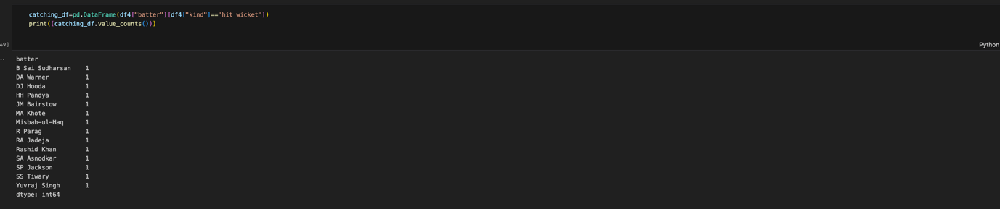 catching_df=pd.DataFrame(df4["batter"][df4["kind"]=="hit wicket"])
print((catching_df.value_counts()))
49]
Python
..
batter
B Sai Sudharsan    1
DA Warner          1
DJ Hooda           1
HH Pandya          1
JM Bairstow        1
MA Khote           1
Misbah-ul-Haq      1
R Parag            1
RA Jadeja          1
Rashid Khan        1
SA Asnodkar        1
SP Jackson         1
SS Tiwary          1
Yuvraj Singh       1
dtype: int64